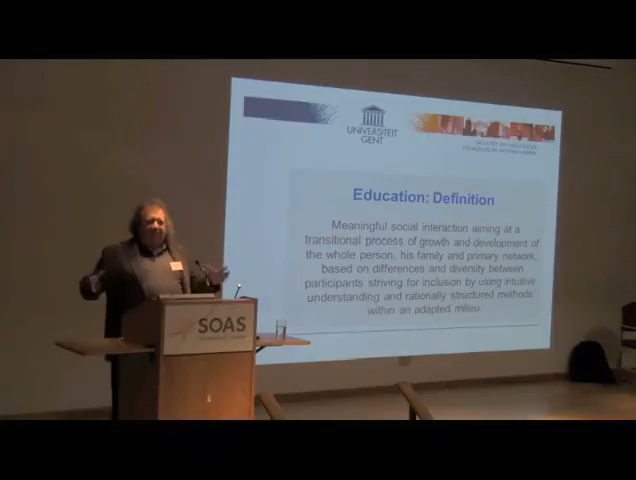 UNIVERSITEIT
GENT
Education: Definition
Meaningful social interaction aiming at a
transitional process of growth and development of
the whole person, his family and primary network,
based on differences and diversity between
participants striving for inclusion by using intuitive
understanding and rationally structured methods
within an adapted milieu.
SOAS